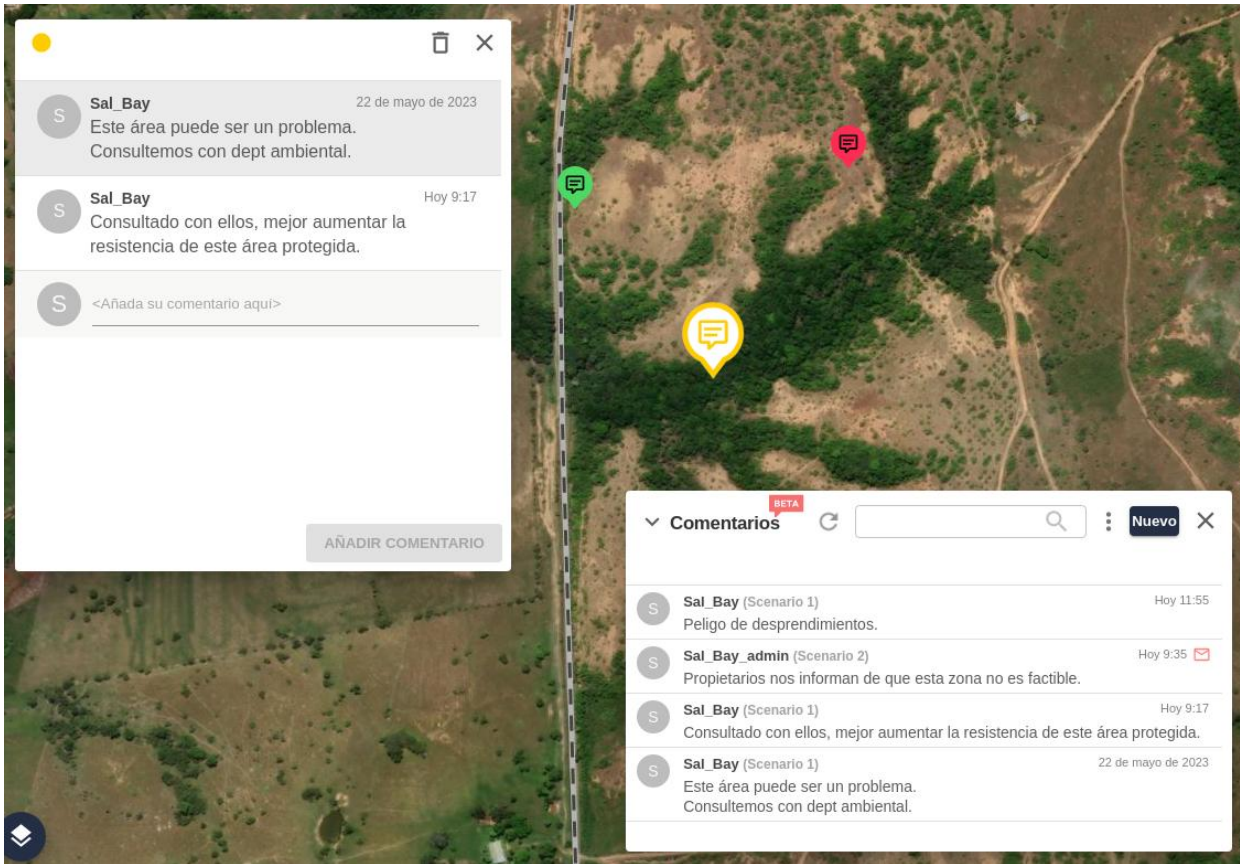 S
Sal_Bay
22 de mayo de 2023
Este área puede ser un problema.
Consultemos con dept ambiental.
S
Sal_Bay
Hoy 9:17
Consultado con ellos, mejor aumentar la
resistencia de este área protegida.
S
<Añada su comentario aquí>
AÑADIR COMENTARIO
BETA
Comentarios
Nuevo
S
Sal_Bay (Scenario 1)
Hoy 11:55
Peligo de desprendimientos.
S
Sal_Bay_admin (Scenario 2)
Hoy 9:35
Propietarios nos informan de que esta zona no es factible.
S
Sal_Bay (Scenario 1)
Hoy 9:17
Consultado con ellos, mejor aumentar la resistencia de este área protegida.
S
Sal_Bay (Scenario 1)
22 de mayo de 2023
Este área puede ser un problema.
Consultemos con dept ambiental.